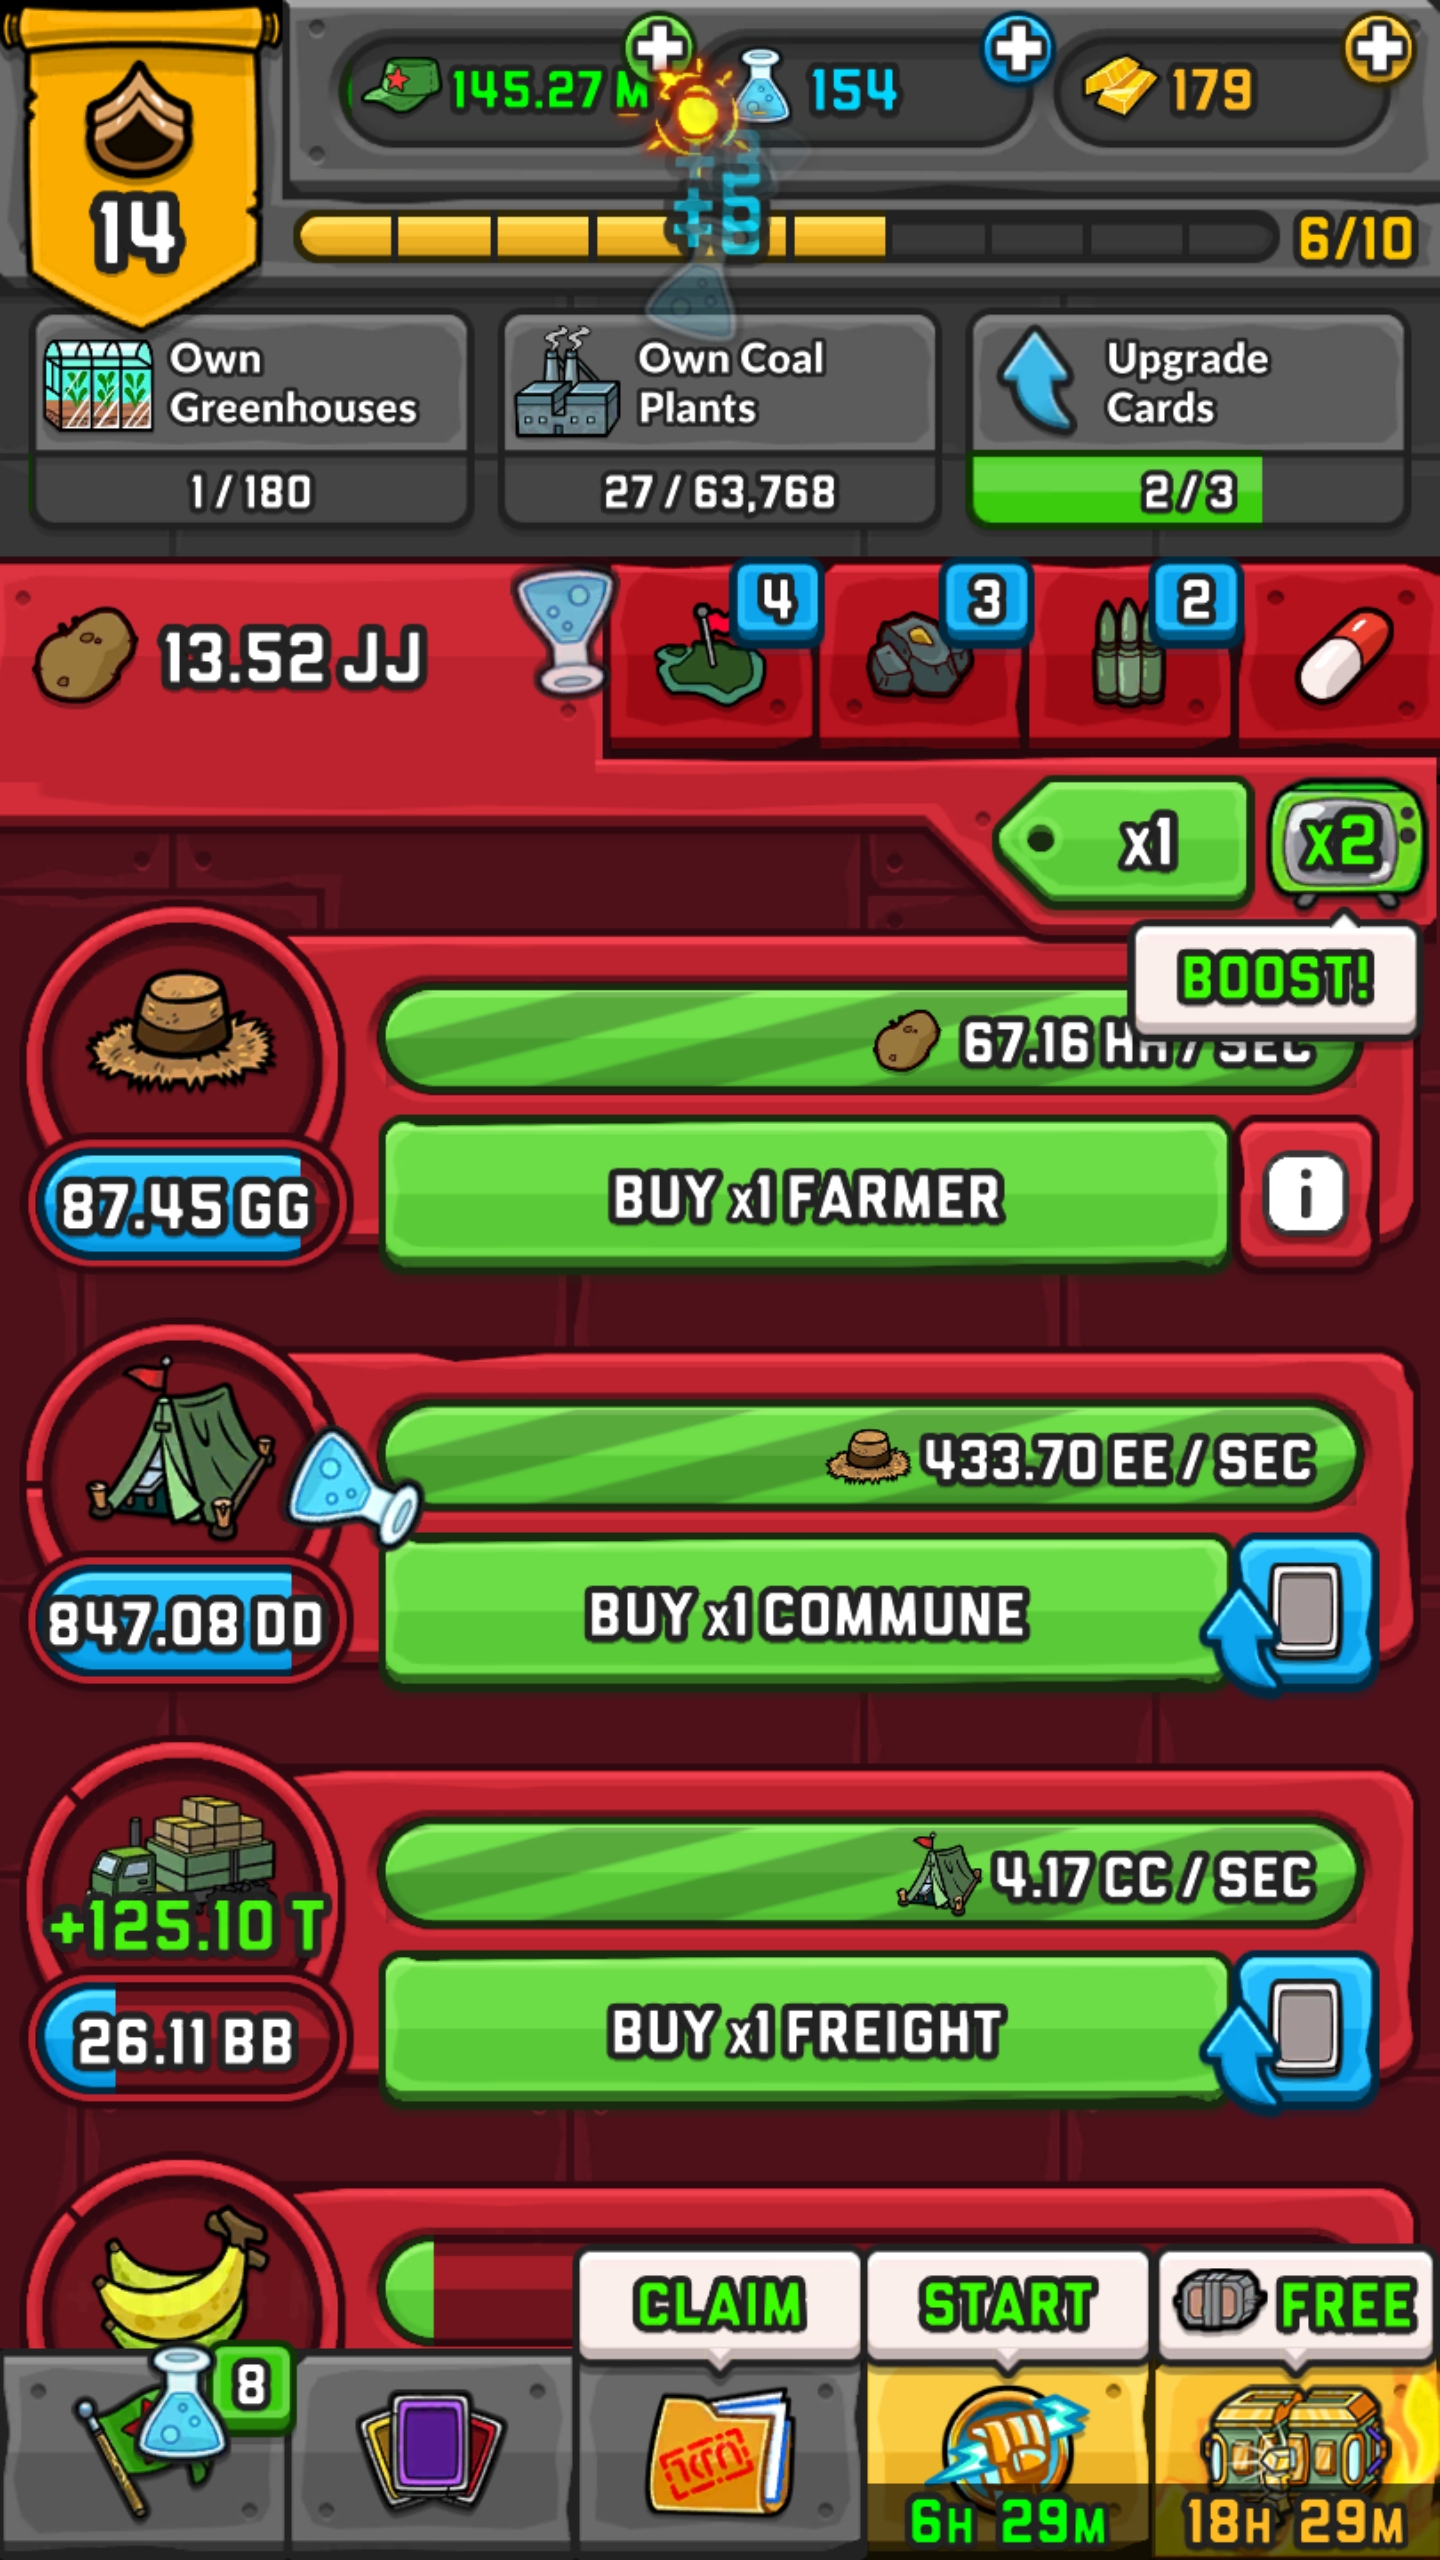 145.27 M
154
179
14
6/10
Own
Greenhouses
1 / 180
Own Coal
Plants
27 / 63,768
Upgrade
Cards
2 / 3
13.52 JJ
4
3
2
x1
x2
BOOST!
67.16 HH / SEC
87.45 GG
BUY x1 FARMER
i
433.70 EE / SEC
847.08 DD
BUY x1 COMMUNE
4.17 CC / SEC
+125.10 T
26.11 BB
BUY x1 FREIGHT
CLAIM
START
FREE
8
6H 29M
18H 29M